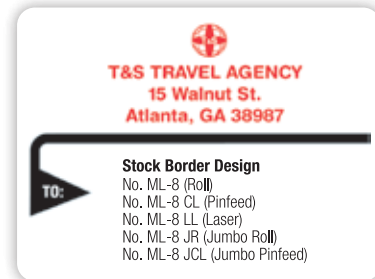 T&S TRAVEL AGENCY
15 Walnut St.
Atlanta, GA 38987
TO:
Stock Border Design
No. ML-8 (Roll)
No. ML-8 CL (Pinfeed)
No. ML-8 LL (Laser)
No. ML-8 JR (Jumbo Roll)
No. ML-8 JCL (Jumbo Pinfeed)